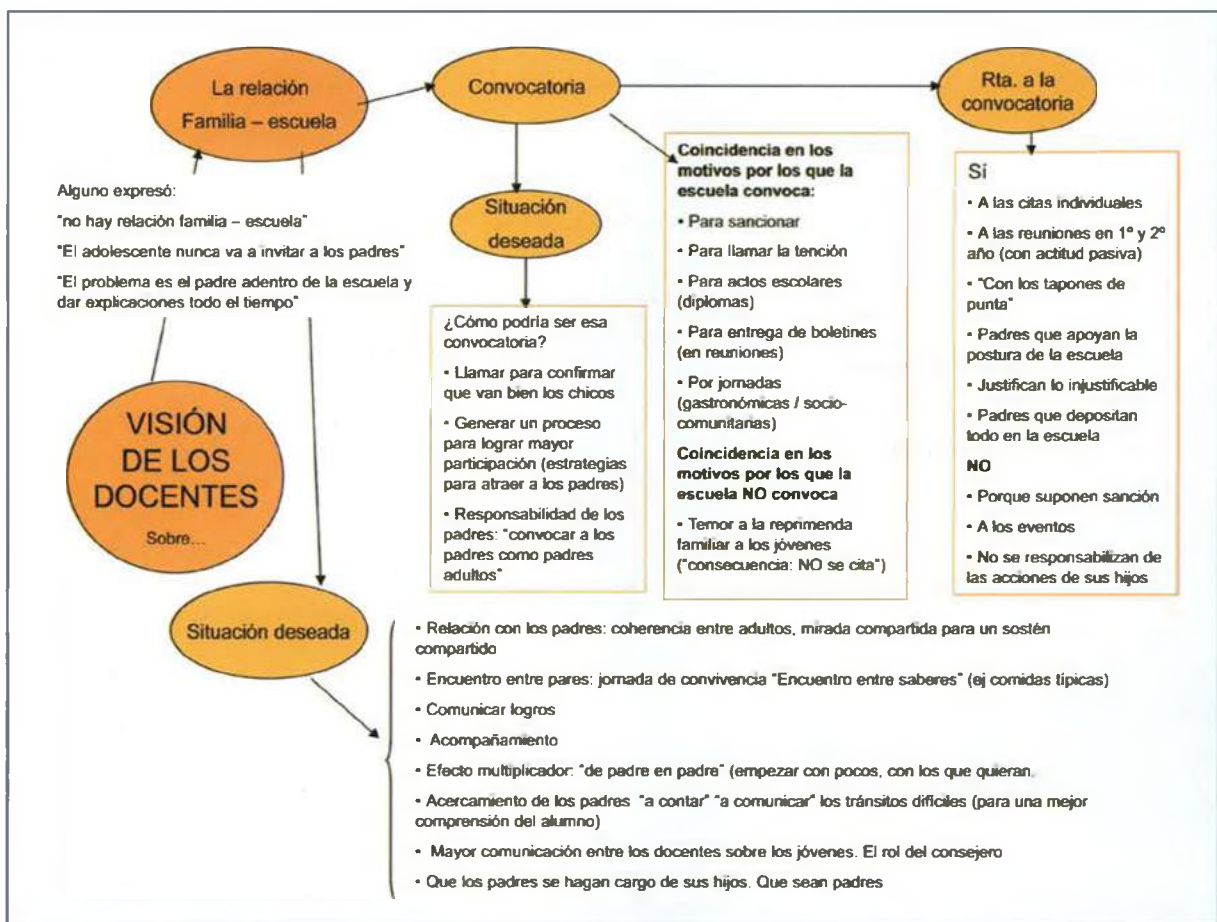 La relación
Familia – escuela
Convocatoria
Rta. a la
convocatoria
Alguno expresó:
"no hay relación familia – escuela"
"El adolescente nunca va a invitar a los padres"
"El problema es el padre adentro de la escuela y
dar explicaciones todo el tiempo"
VISIÓN
DE LOS
DOCENTES
Sobre...
Situación
deseada
¿Cómo podría ser esa
convocatoria?
• Llamar para confirmar
que van bien los chicos
• Generar un proceso
para lograr mayor
participación (estrategias
para atraer a los padres)
• Responsabilidad de los
padres: "convocar a los
padres como padres
adultos"
Coincidencia en los
motivos por los que la
escuela convoca:
• Para sancionar
• Para llamar la tención
• Para actos escolares
(diplomas)
• Para entrega de boletines
(en reuniones)
• Por jornadas
(gastronómicas / socio-
comunitarias)
Coincidencia en los
motivos por los que la
escuela NO convoca
• Temor a la reprimenda
familiar a los jóvenes
("consecuencia: NO se cita")
Sí
• A las citas individuales
• A las reuniones en 1º y 2º
año (con actitud pasiva)
• "Con los tapones de
punta"
• Padres que apoyan la
postura de la escuela
• Justifican lo injustificable
• Padres que depositan
todo en la escuela
NO
• Porque suponen sanción
• A los eventos
• No se responsabilizan de
las acciones de sus hijos
Situación deseada
• Relación con los padres: coherencia entre adultos, mirada compartida para un sostén
compartido
• Encuentro entre pares: jornada de convivencia "Encuentro entre saberes" (ej comidas típicas)
• Comunicar logros
• Acompañamiento
• Efecto multiplicador: "de padre en padre" (empezar con pocos, con los que quieran.
• Acercamiento de los padres "a contar" "a comunicar" los tránsitos difíciles (para una mejor
comprensión del alumno)
• Mayor comunicación entre los docentes sobre los jóvenes. El rol del consejero
• Que los padres se hagan cargo de sus hijos. Que sean padres